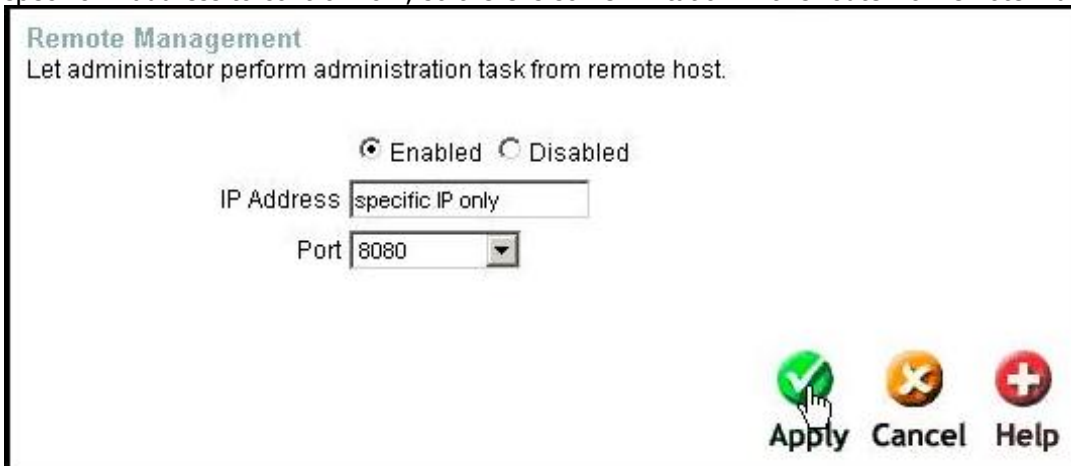 Remote Management
Let administrator perform administration task from remote host.
Enabled Disabled
IP Address specific IP only
Port 8080
Apply Cancel Help